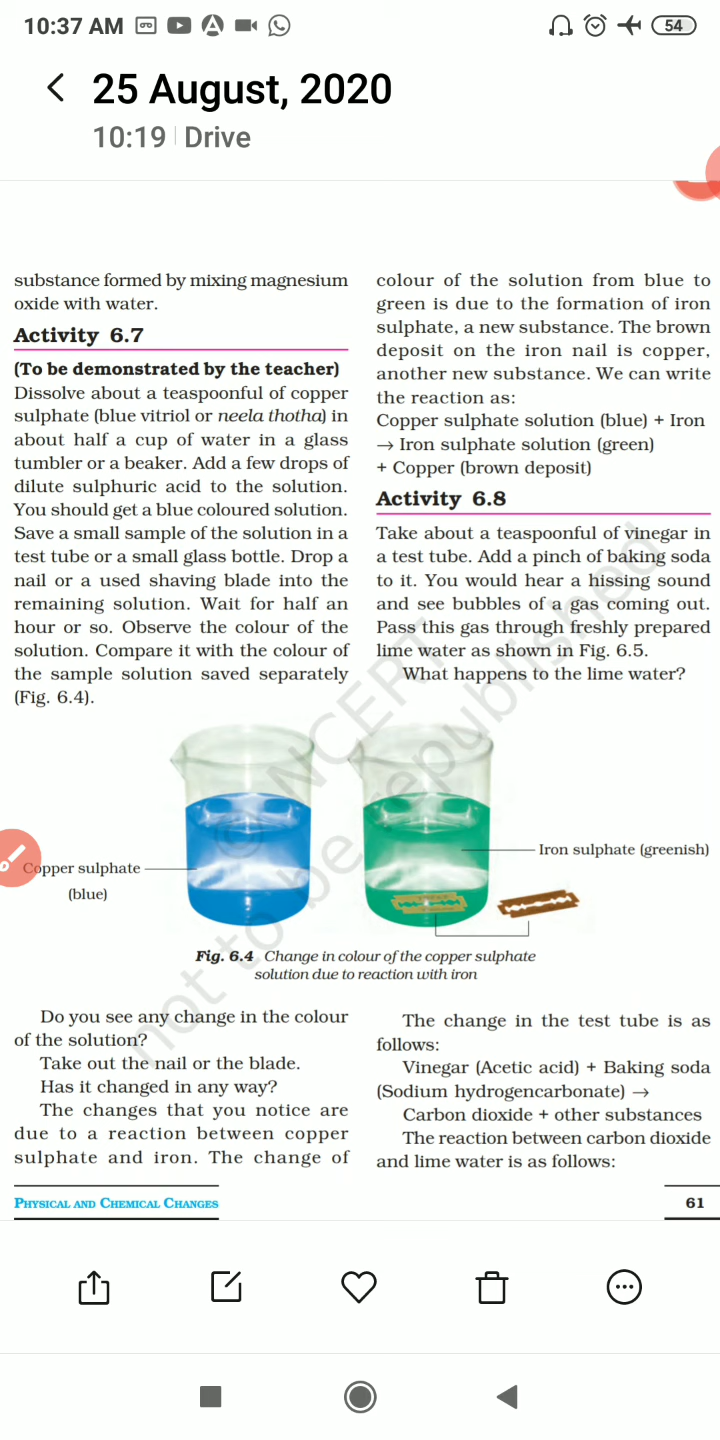 10:37 AM
54
25 August, 2020
10:19 | Drive
substance formed by mixing magnesium
oxide with water.
Activity 6.7
(To be demonstrated by the teacher)
Dissolve about a teaspoonful of copper
sulphate (blue vitriol or neela thotha) in
about half a cup of water in a glass
tumbler or a beaker. Add a few drops of
dilute sulphuric acid to the solution.
You should get a blue coloured solution.
Save a small sample of the solution in a
test tube or a small glass bottle. Drop a
nail or a used shaving blade into the
remaining solution. Wait for half an
hour or so. Observe the colour of the
solution. Compare it with the colour of
the sample solution saved separately
(Fig. 6.4).
colour of the solution from blue to
green is due to the formation of iron
sulphate, a new substance. The brown
deposit on the iron nail is copper,
another new substance. We can write
the reaction as:
Copper sulphate solution (blue) + Iron
→ Iron sulphate solution (green)
+ Copper (brown deposit)
Activity 6.8
Take about a teaspoonful of vinegar in
a test tube. Add a pinch of baking soda
to it. You would hear a hissing sound
and see bubbles of a gas coming out.
Pass this gas through freshly prepared
lime water as shown in Fig. 6.5.
What happens to the lime water?
© NCERT
not to be republished
Copper sulphate
(blue)
Iron sulphate (greenish)
Fig. 6.4 Change in colour of the copper sulphate
solution due to reaction with iron
Do you see any change in the colour
of the solution?
Take out the nail or the blade.
Has it changed in any way?
The changes that you notice are
due to a reaction between copper
sulphate and iron. The change of
The change in the test tube is as
follows:
Vinegar (Acetic acid) + Baking soda
(Sodium hydrogencarbonate) →
Carbon dioxide + other substances
The reaction between carbon dioxide
and lime water is as follows:
PHYSICAL AND CHEMICAL CHANGES
61